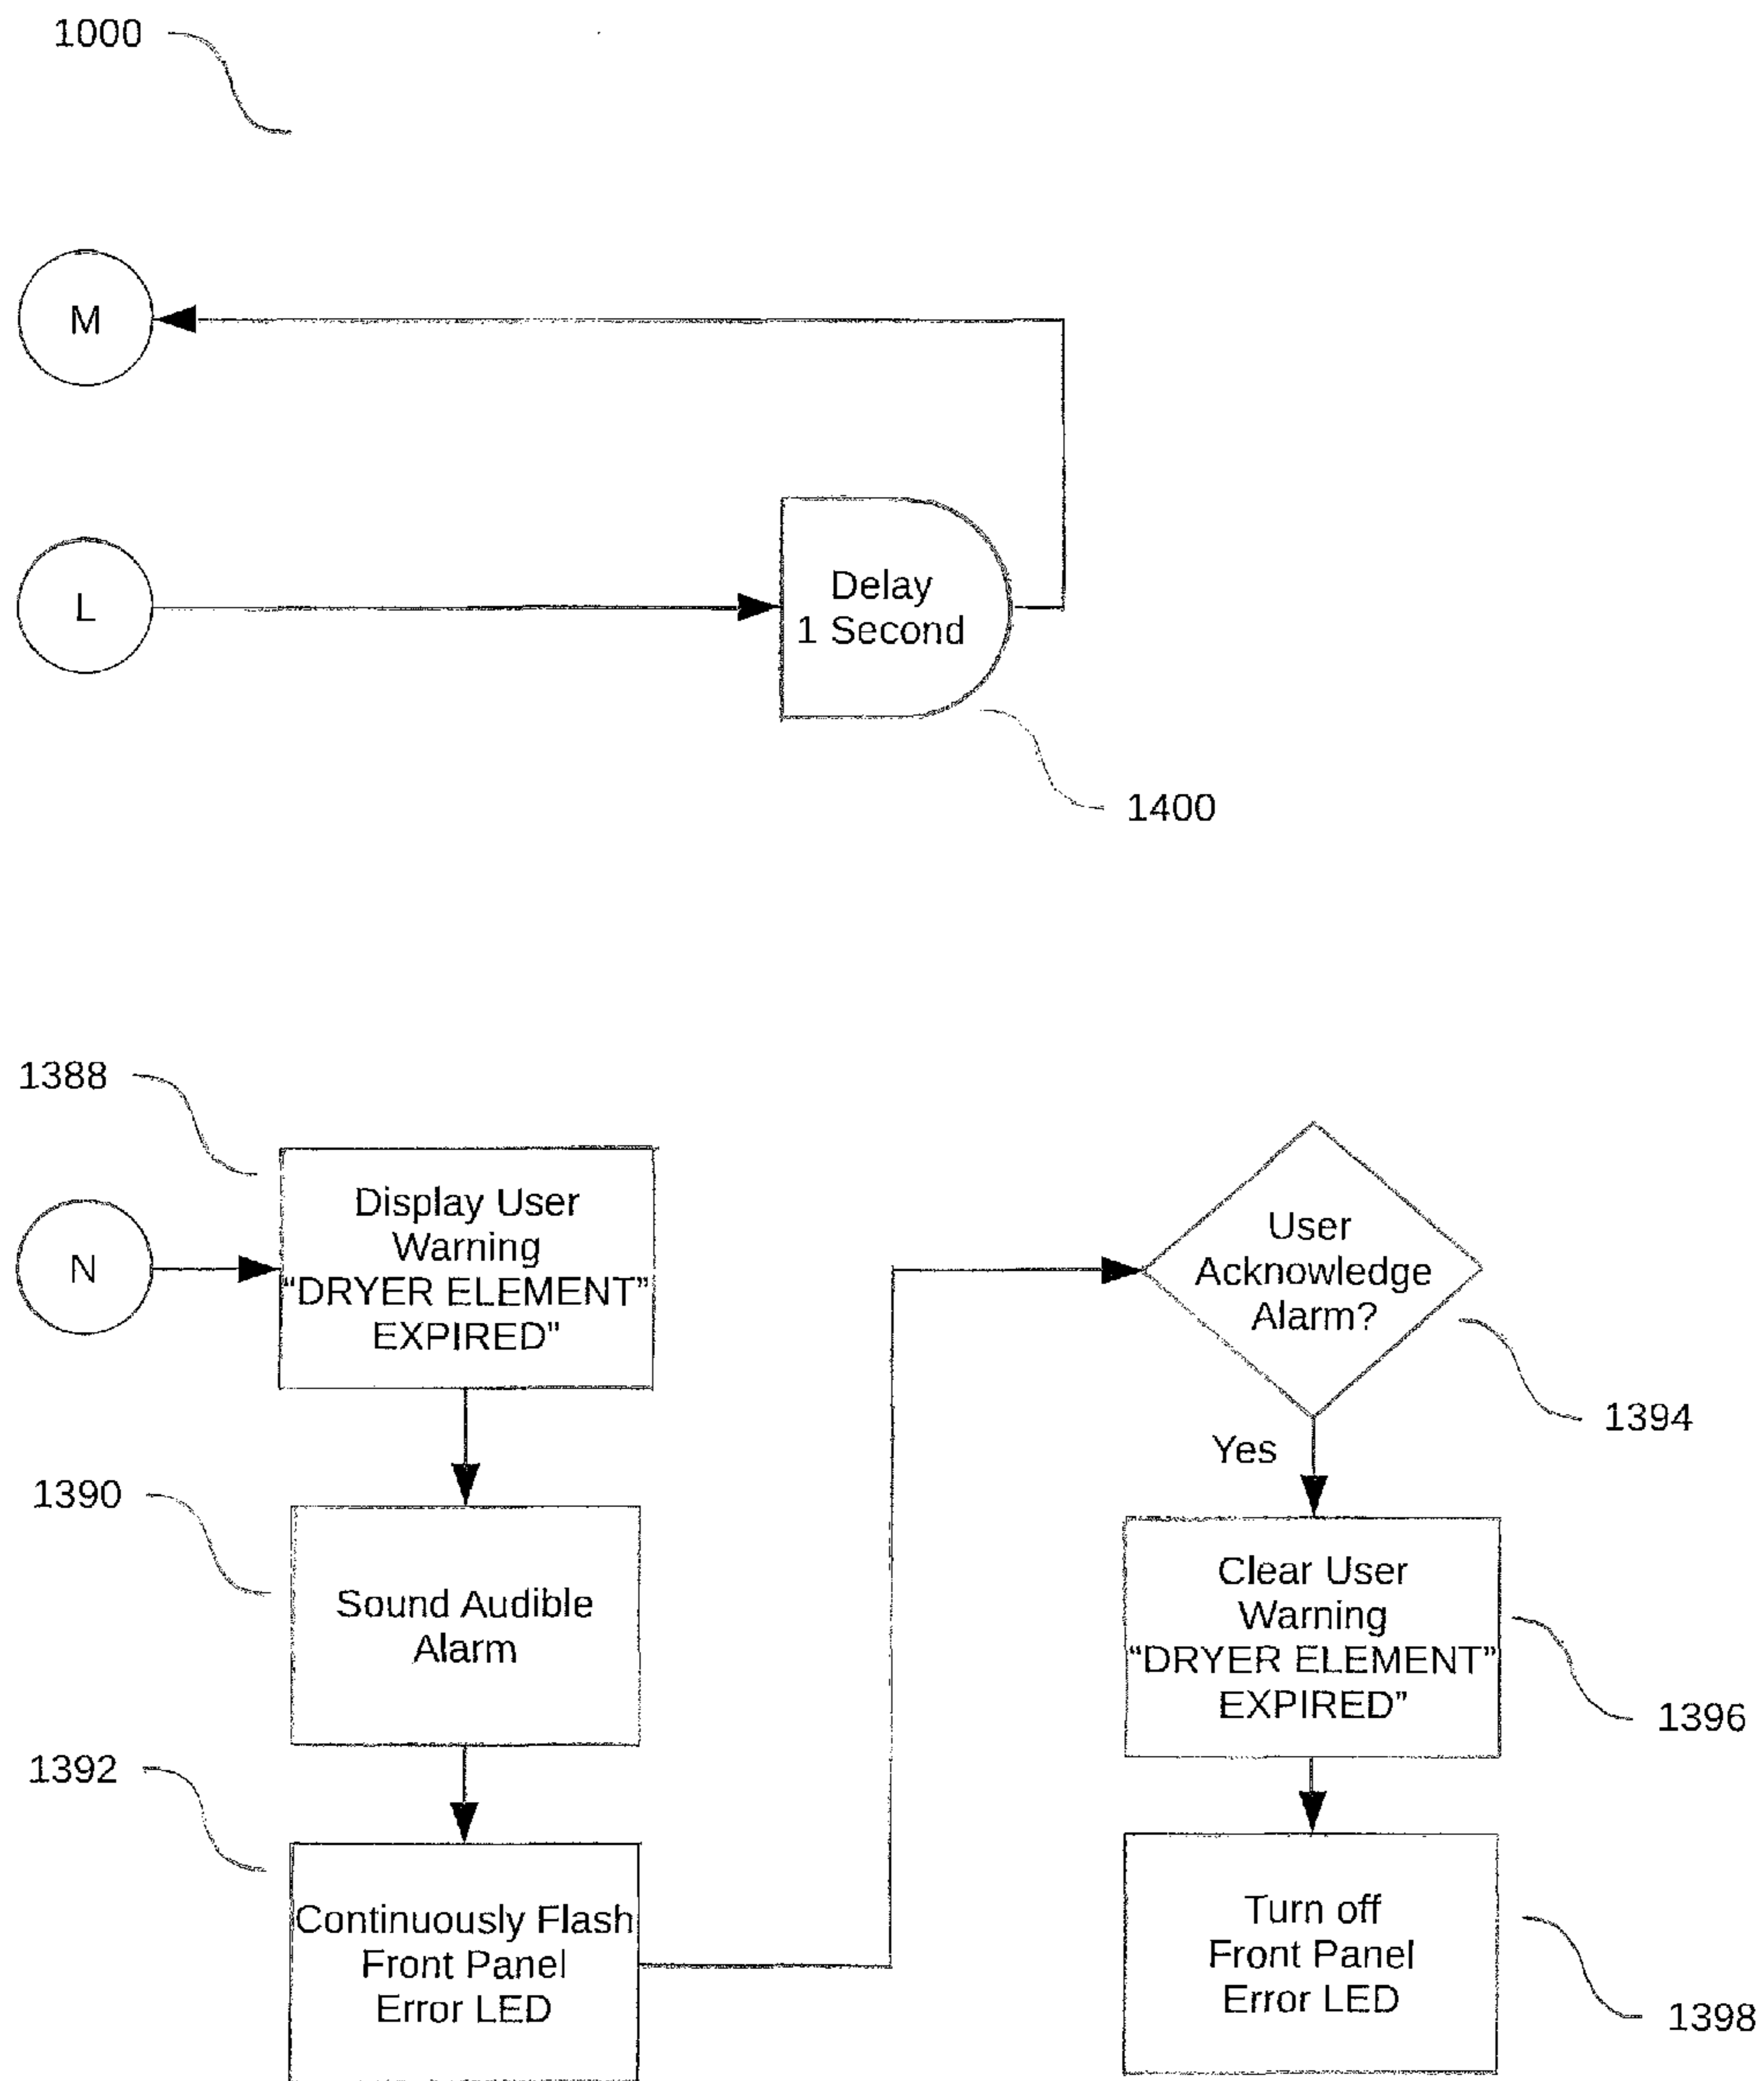 1000
M
L
Delay
1 Second
1400
1388
N
Display User
Warning
“DRYER ELEMENT”
EXPIRED”
1390
Sound Audible
Alarm
1392
Continuously Flash
Front Panel
Error LED
User
Acknowledge
Alarm?
1394
Yes
Clear User
Warning
“DRYER ELEMENT”
EXPIRED”
1396
Turn off
Front Panel
Error LED
1398